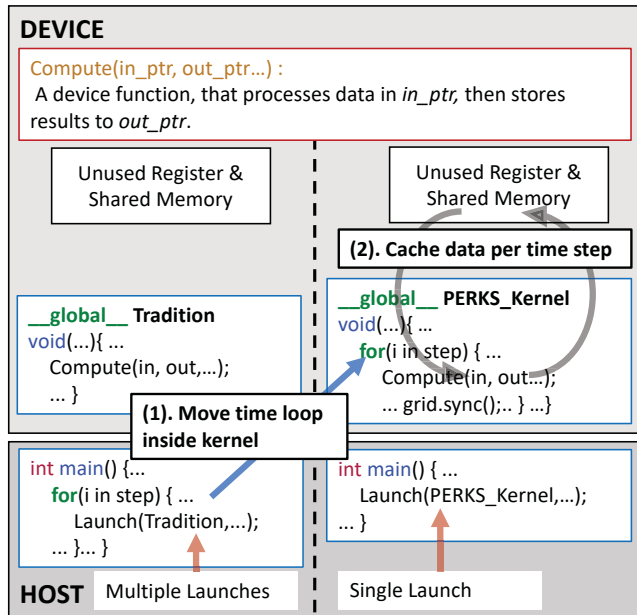 DEVICE
Compute(in_ptr, out_ptr…) :
A device function, that processes data in in_ptr, then stores
results to out_ptr.
Unused Register &
Shared Memory
Unused Register &
Shared Memory
(2). Cache data per time step
__global__ Tradition
void(...){ ...
Compute(in, out,...);
... }
__global__ PERKS_Kernel
void(...){ …
for(i in step) { ...
Compute(in, out...);
... grid.sync();.. } …}
(1). Move time loop
inside kernel
int main() {...
for(i in step) { ...
Launch(Tradition,...);
... }... }
int main() { ...
Launch(PERKS_Kernel,…);
... }
HOST
Multiple Launches
Single Launch